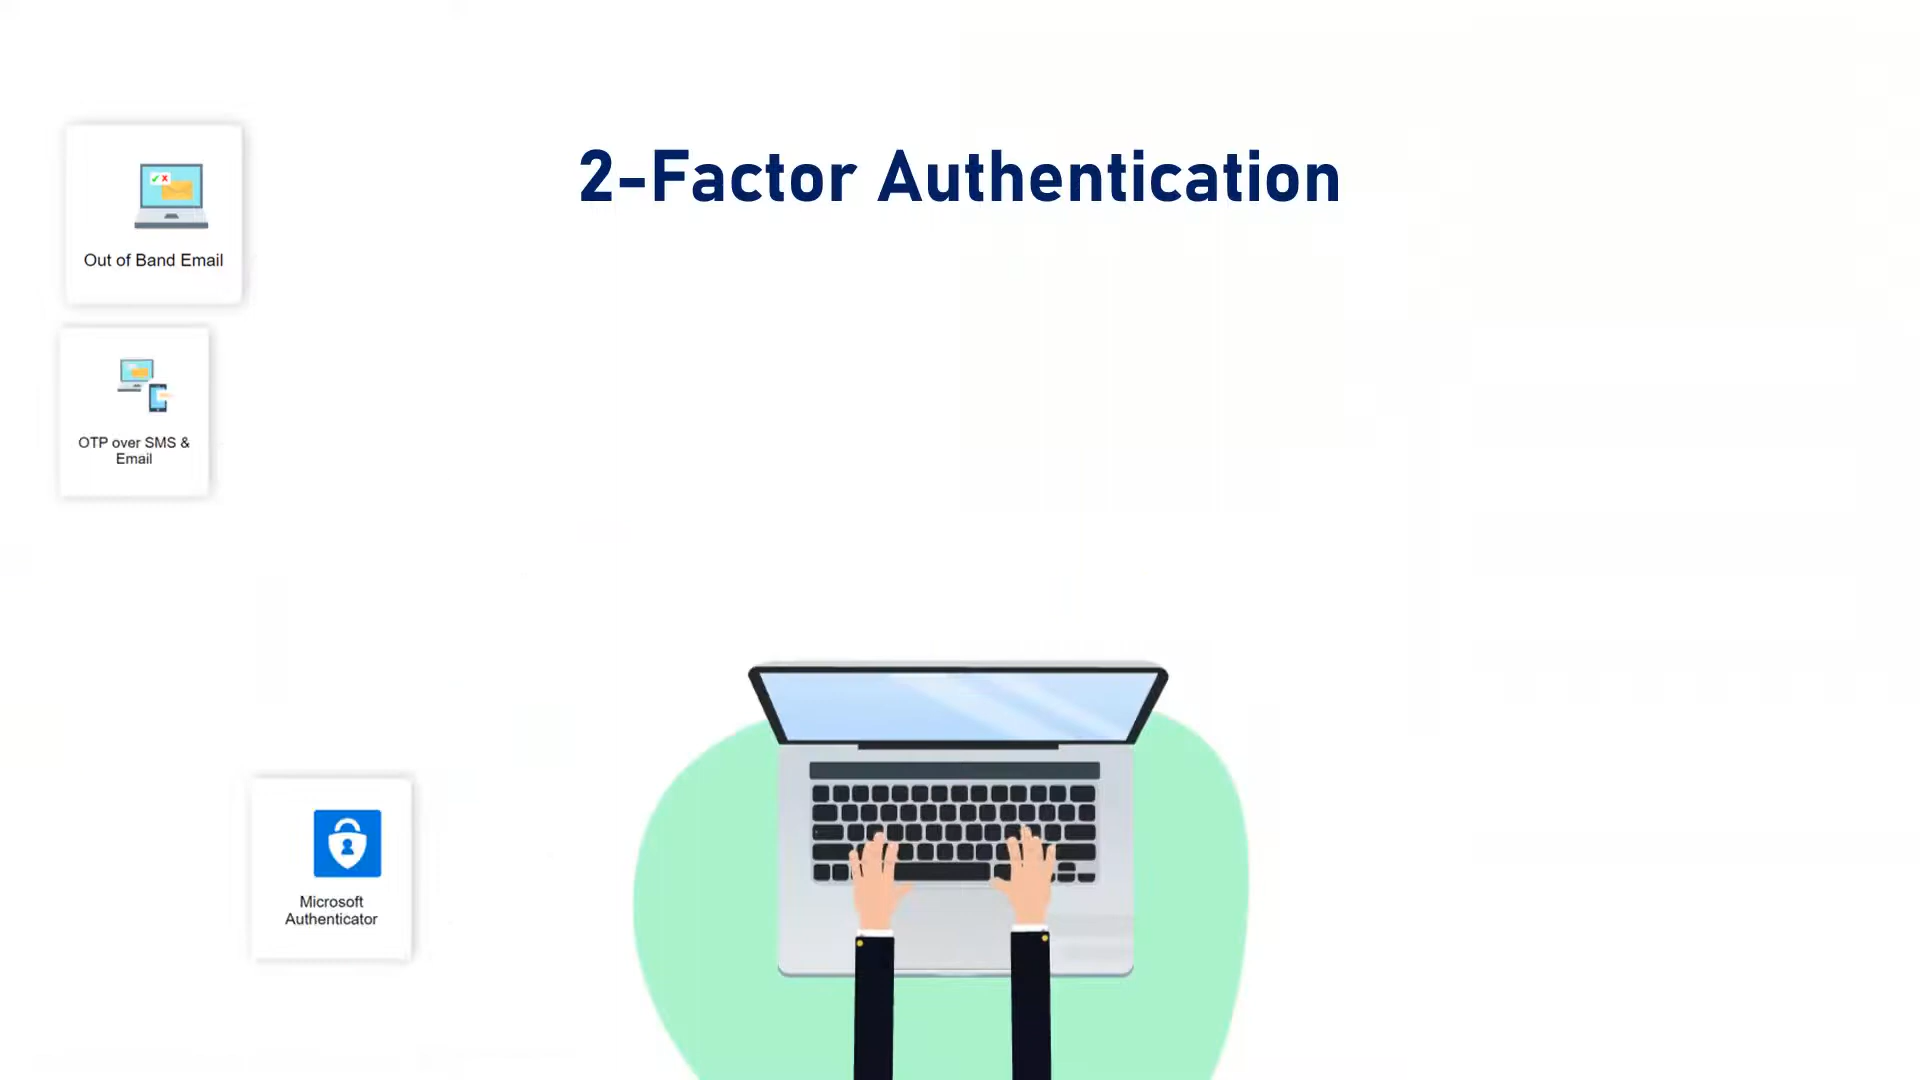 2-Factor Authentication
Out of Band Email
OTP over SMS &
Email
Microsoft
Authenticator